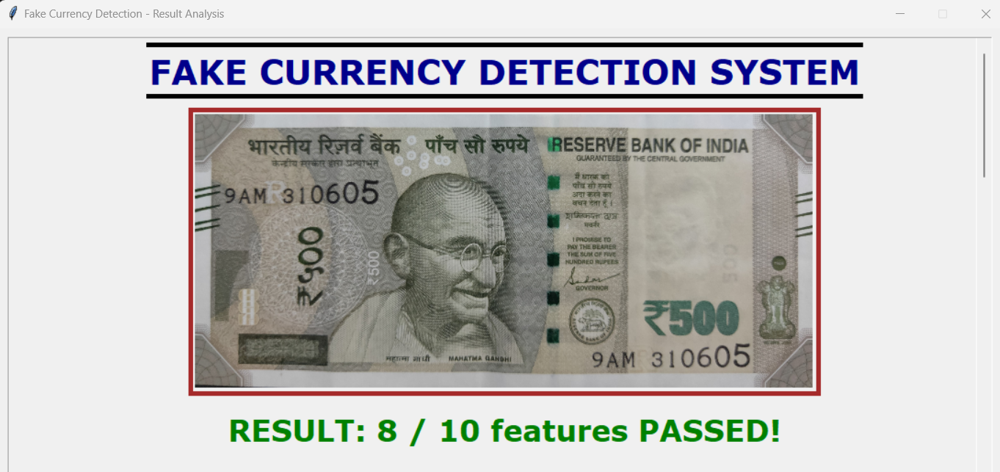 Fake Currency Detection - Result Analysis
FAKE CURRENCY DETECTION SYSTEM
भारतीय रिज़र्व बैंक पाँच सौ रुपये
RESERVE BANK OF INDIA
केन्द्रीय सरकार द्वारा प्रत्याभूत
GUARANTEED BY THE CENTRAL GOVERNMENT
9AM 310605
R
मैं धारक को
पाँच सौ रुपये
अदा करने का
वचन देता हूँ ।
गवर्नर
I PROMISE TO
PAY THE BEARER
THE SUM OF FIVE
HUNDRED RUPEES
GOVERNOR
₹500
₹500
₹500
9AM 310605
महात्मा गांधी MAHATMA GANDHI
RESULT: 8 / 10 features PASSED!